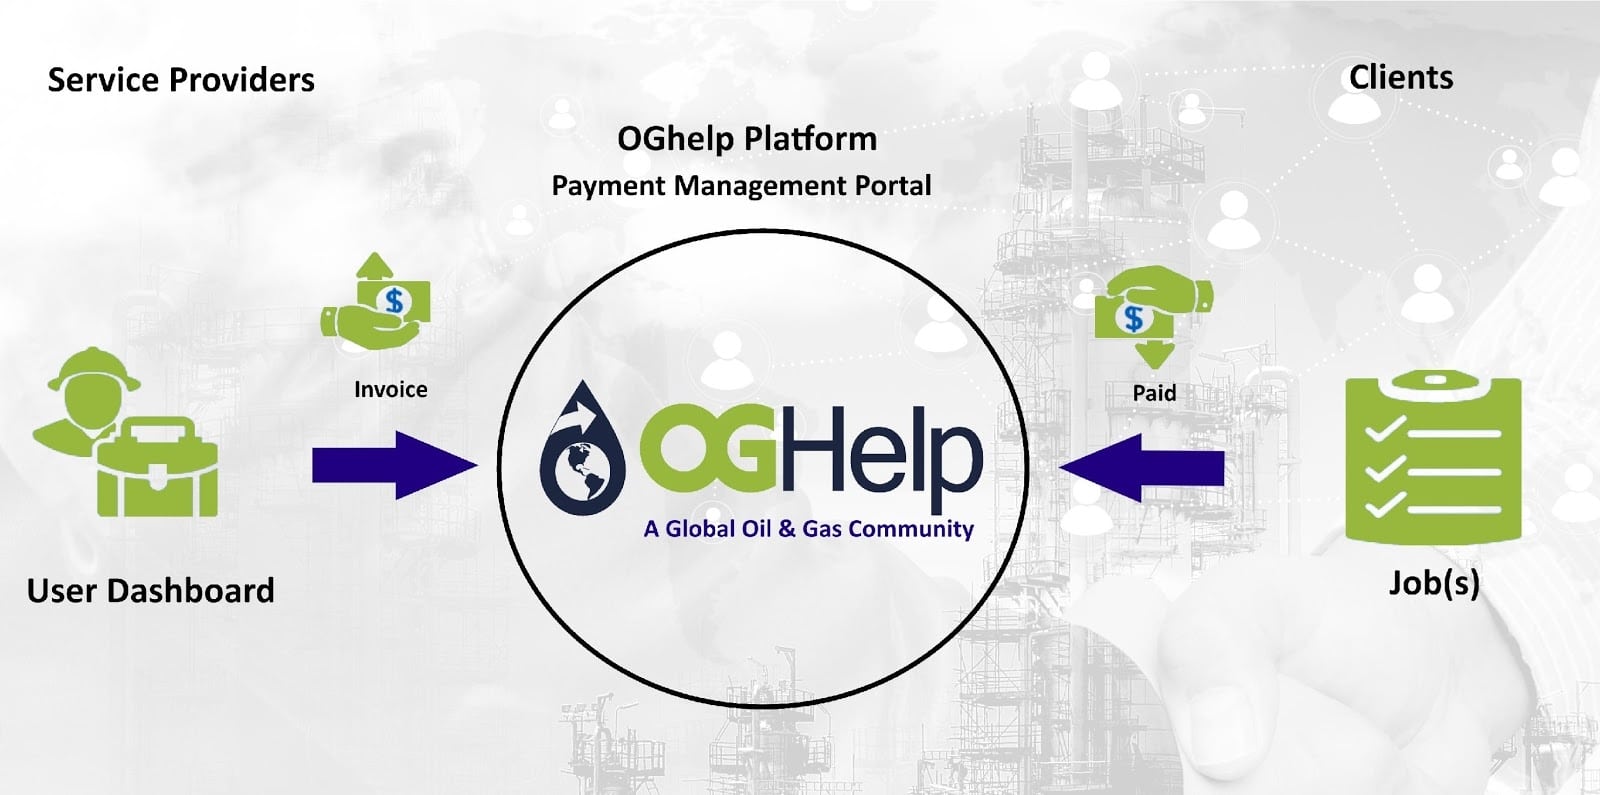 Service Providers
Clients
OGhelp Platform
Payment Management Portal
$
$
Invoice
Paid
OGHelp
A Global Oil & Gas Community
User Dashboard
Job(s)